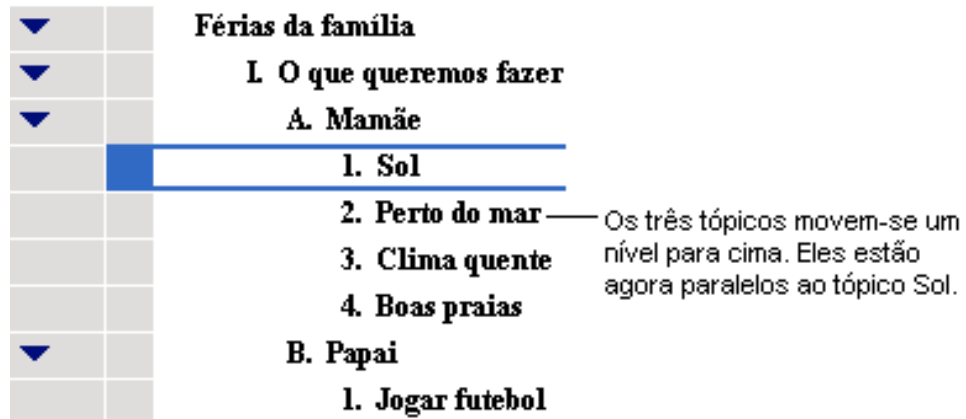 Férias da família
I. O que queremos fazer
A. Mamãe
1. Sol
2. Perto do mar
Os três tópicos movem-se um
nível para cima. Eles estão
agora paralelos ao tópico Sol.
3. Clima quente
4. Boas praias
B. Papai
1. Jogar futebol